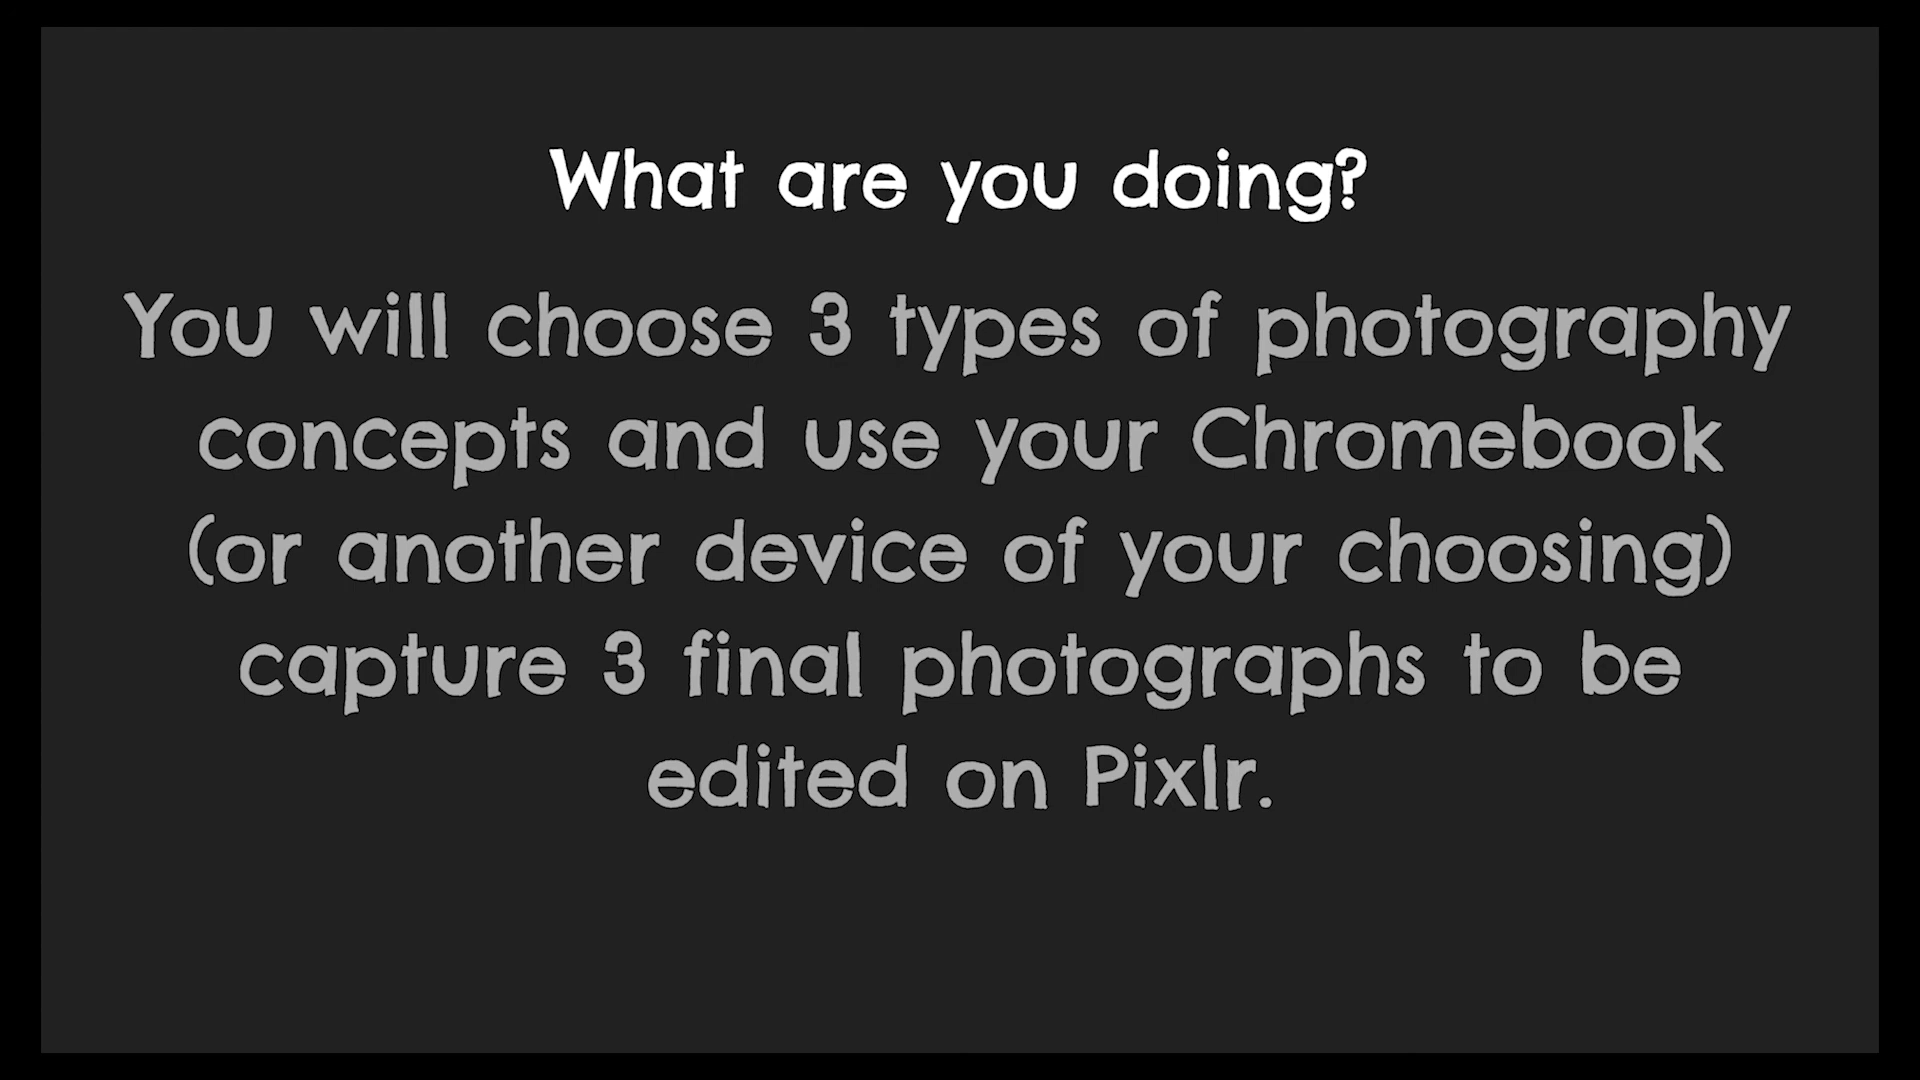 What are you doing?
You will choose 3 types of photography
concepts and use your Chromebook
(or another device of your choosing)
capture 3 final photographs to be
edited on Pixlr.